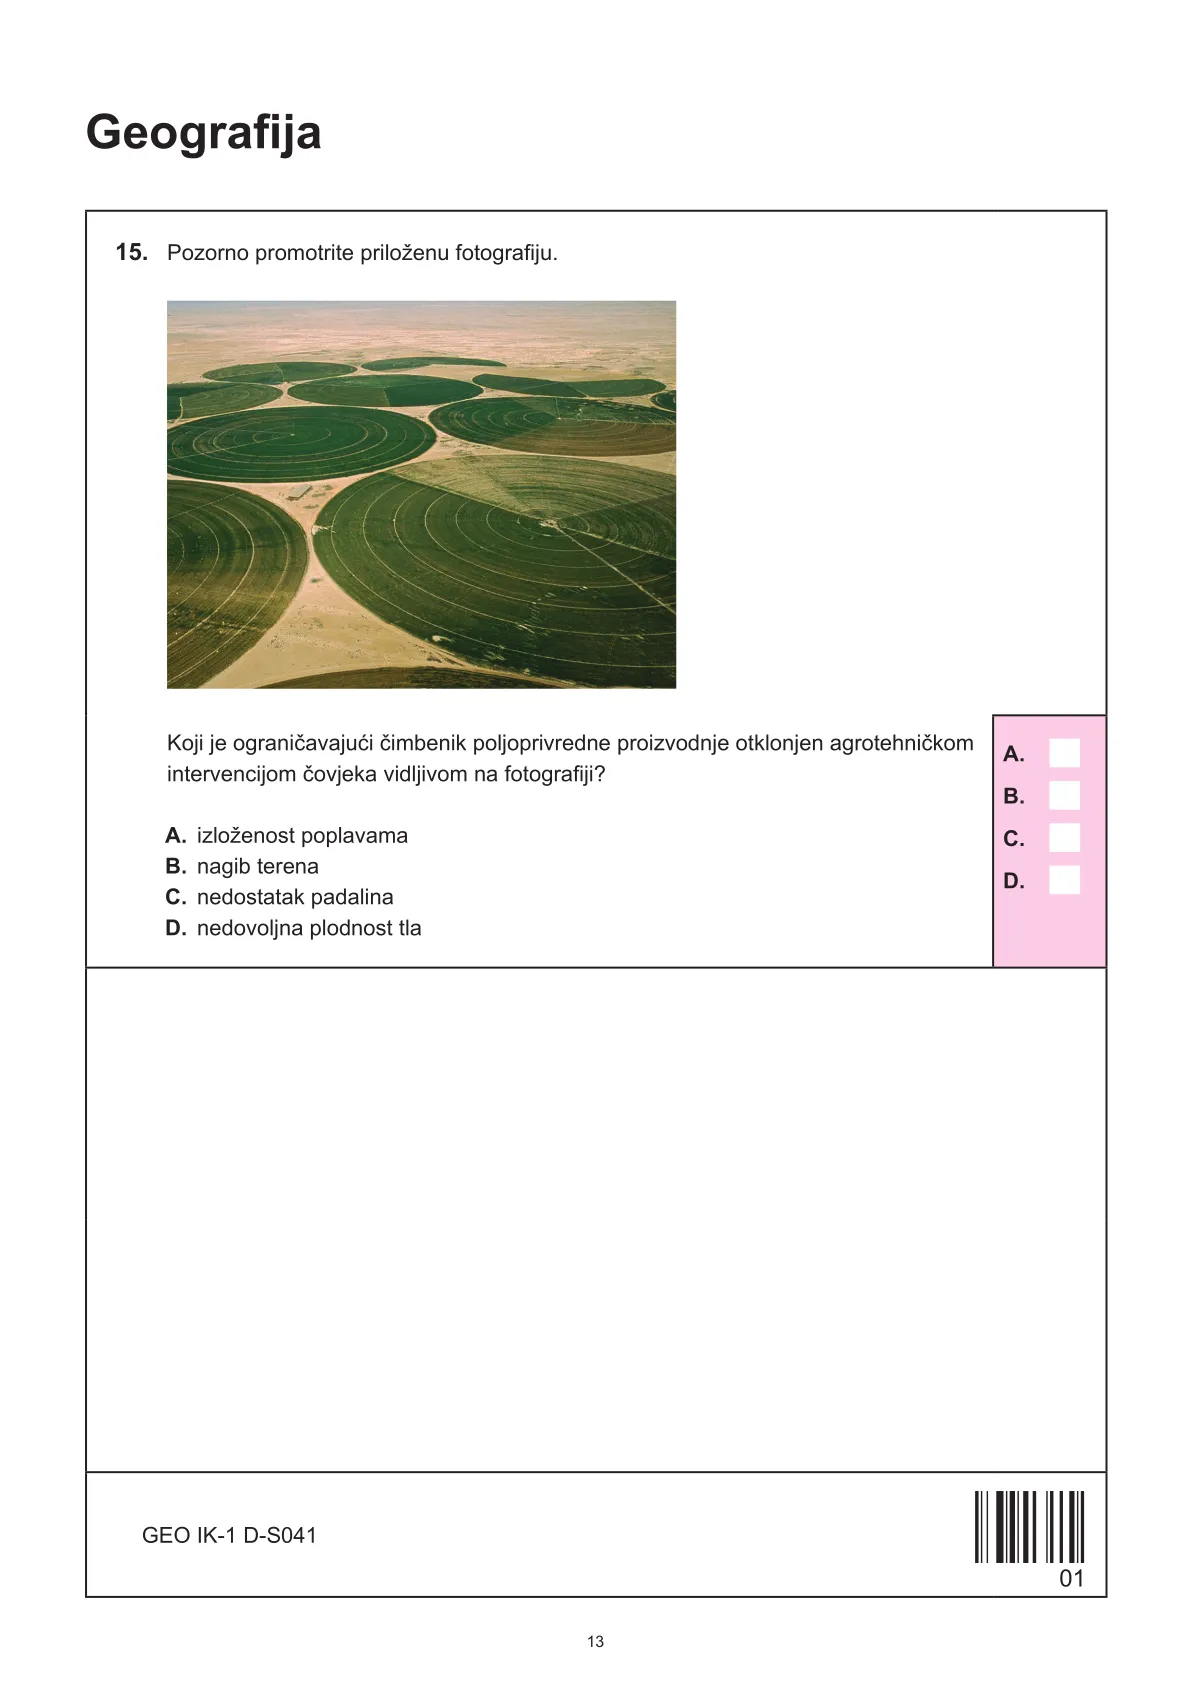 Geografija
15. Pozorno promotrite priloženu fotografiju.
Koji je ograničavajući čimbenik poljoprivredne proizvodnje otklonjen agrotehničkom
intervencijom čovjeka vidljivom na fotografiji?
A. izloženost poplavama
B. nagib terena
C. nedostatak padalina
D. nedovoljna plodnost tla
A.
B.
C.
D.
GEO IK-1 D-S041
01
13